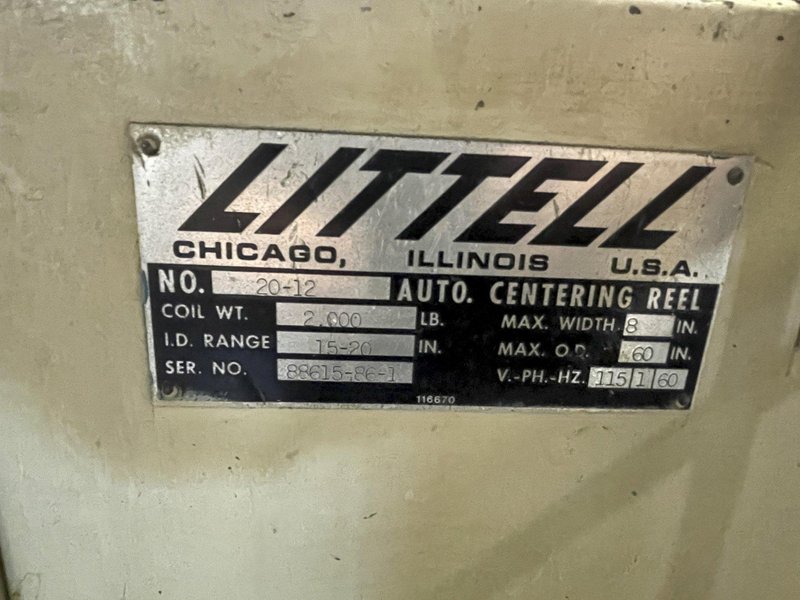 LITTELL
CHICAGO, ILLINOIS U.S.A.
NO. 20-12 AUTO. CENTERING REEL
COIL WT. 2,000 LB. MAX. WIDTH 8 IN.
I.D. RANGE 15-20 IN. MAX. O.D. 60 IN.
SER. NO. 88615-86-1 V.-PH.-HZ. 115 1 60
116670